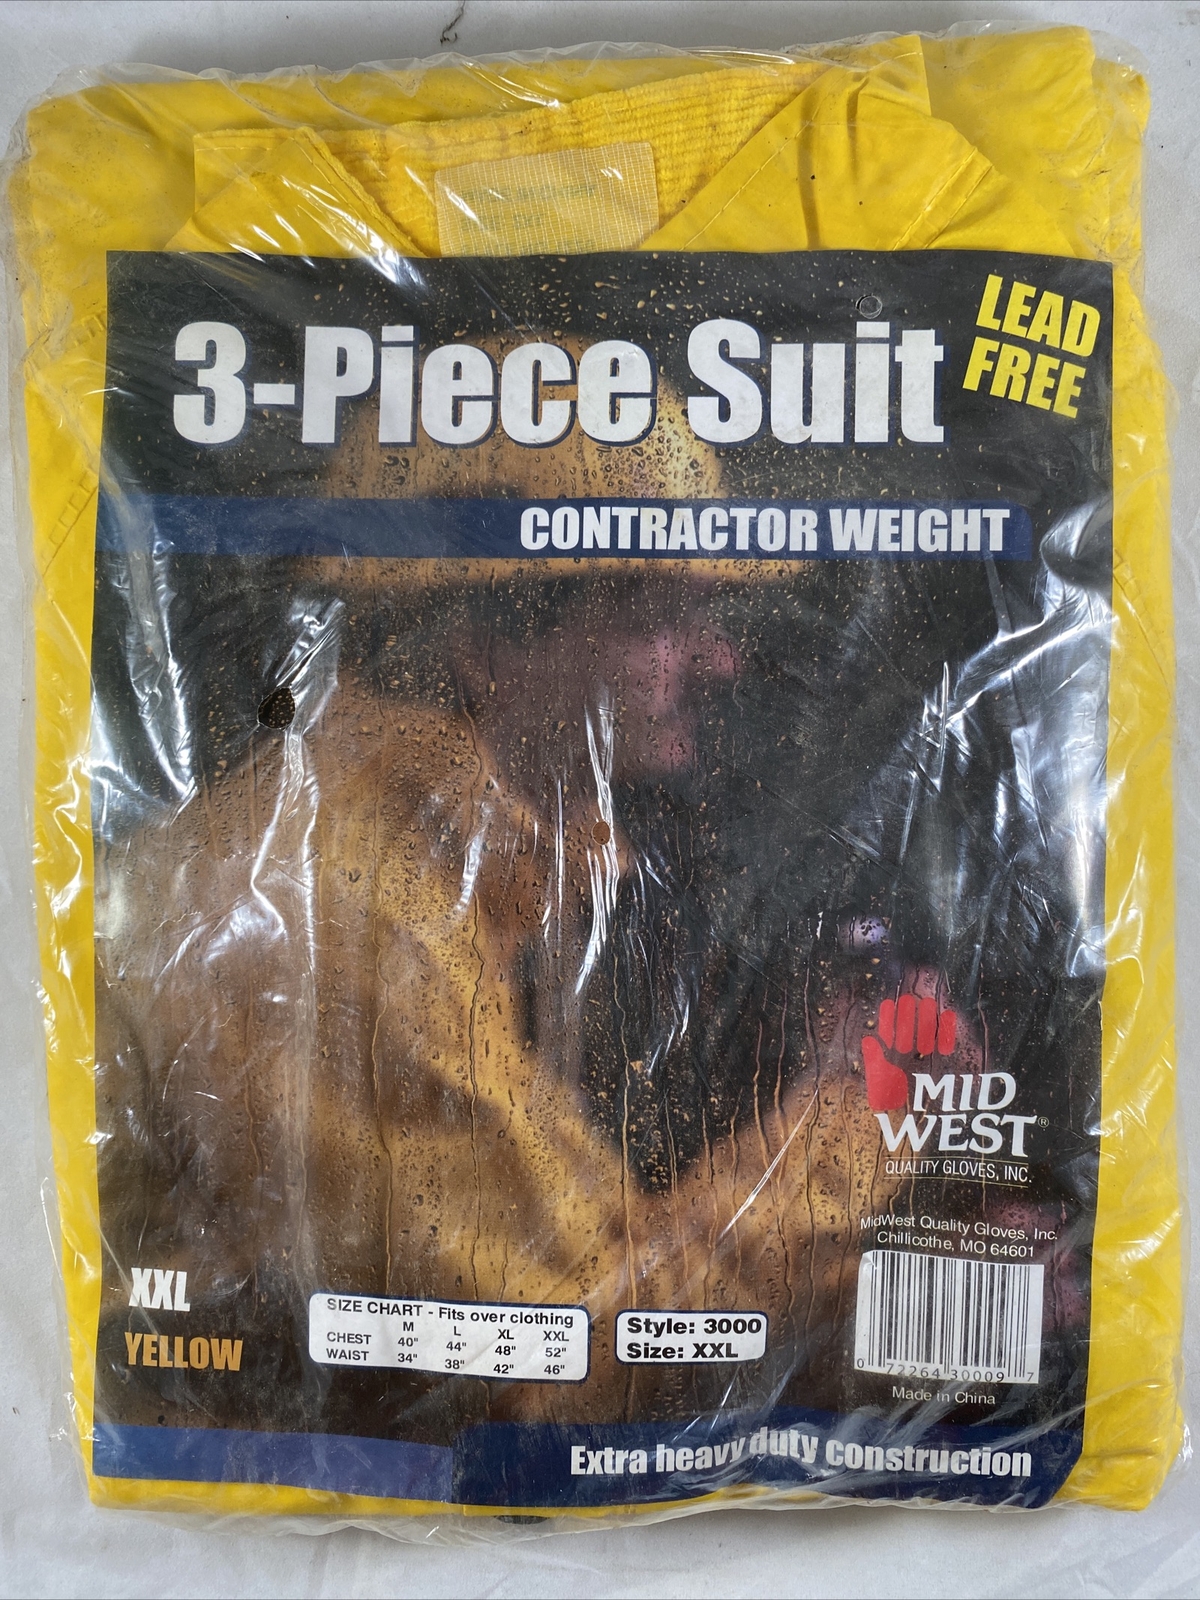 3-Piece Suit
LEAD
FREE
CONTRACTOR WEIGHT
MID
WEST®
QUALITY GLOVES, INC.
MidWest Quality Gloves, Inc.
Chillicothe, MO 64601
0 72264 30009 7
Made in China
XXL
YELLOW
SIZE CHART - Fits over clothing
M L XL XXL
CHEST 40" 44" 48" 52"
WAIST 34" 38" 42" 46"
Style: 3000
Size: XXL
Extra heavy duty construction